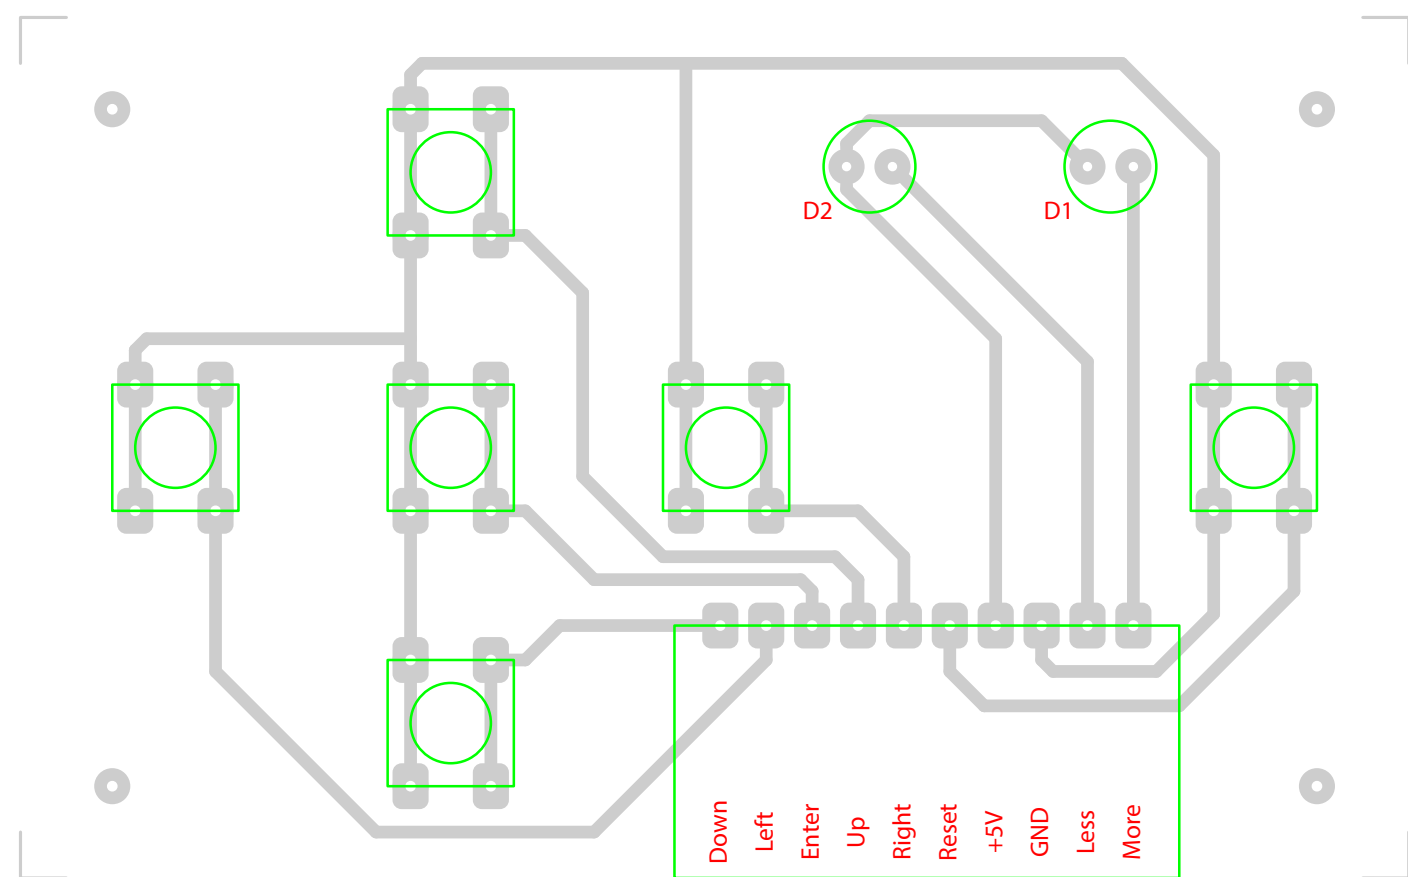 D2
D1
Down
Left
Enter
Up
Right
Reset
+5V
GND
Less
More